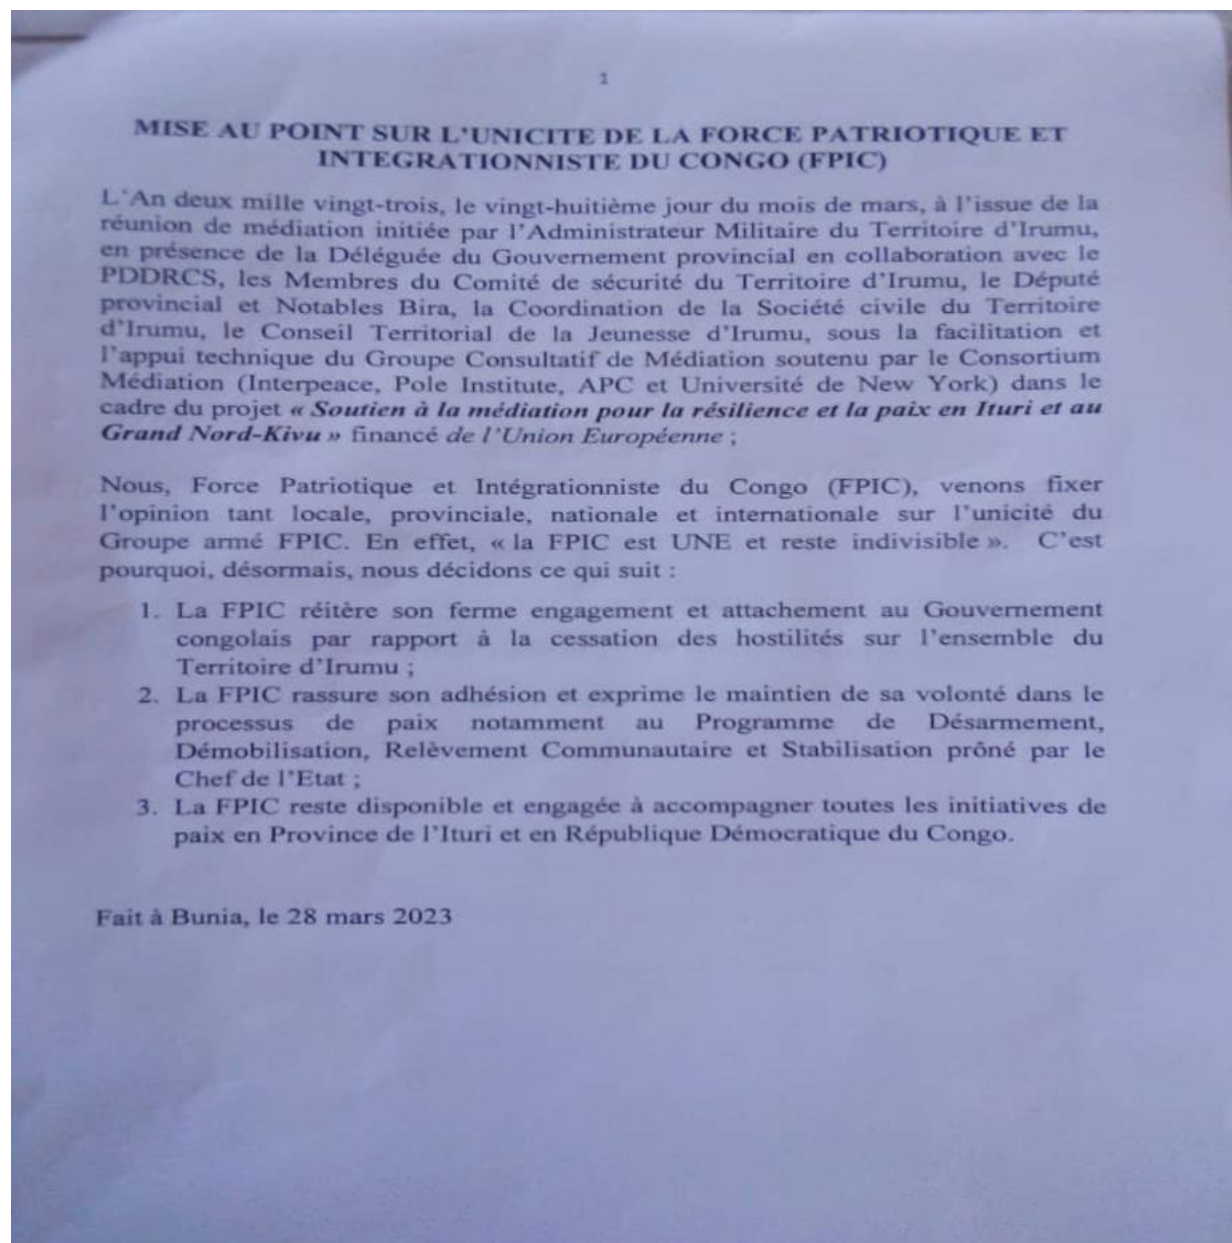 1
MISE AU POINT SUR L'UNICITE DE LA FORCE PATRIOTIQUE ET
INTEGRATIONNISTE DU CONGO (FPIC)
L'An deux mille vingt-trois, le vingt-huitième jour du mois de mars, à l'issue de la
réunion de médiation initiée par l'Administrateur Militaire du Territoire d'Irumu,
en présence de la Déléguée du Gouvernement provincial en collaboration avec le
PDDRCS, les Membres du Comité de sécurité du Territoire d'Irumu, le Député
provincial et Notables Bira, la Coordination de la Société civile du Territoire
d'Irumu, le Conseil Territorial de la Jeunesse d'Irumu, sous la facilitation et
l'appui technique du Groupe Consultatif de Médiation soutenu par le Consortium
Médiation (Interpeace, Pole Institute, APC et Université de New York) dans le
cadre du projet « Soutien à la médiation pour la résilience et la paix en Ituri et au
Grand Nord-Kivu » financé de l'Union Européenne ;
Nous, Force Patriotique et Intégrationniste du Congo (FPIC), venons fixer
l'opinion tant locale, provinciale, nationale et internationale sur l'unicité du
Groupe armé FPIC. En effet, « la FPIC est UNE et reste indivisible ». C'est
pourquoi, désormais, nous décidons ce qui suit :
1. La FPIC réitère son ferme engagement et attachement au Gouvernement
congolais par rapport à la cessation des hostilités sur l'ensemble du
Territoire d'Irumu ;
2. La FPIC rassure son adhésion et exprime le maintien de sa volonté dans le
processus de paix notamment au Programme de Désarmement,
Démobilisation, Relèvement Communautaire et Stabilisation prôné par le
Chef de l'Etat ;
3. La FPIC reste disponible et engagée à accompagner toutes les initiatives de
paix en Province de l'Ituri et en République Démocratique du Congo.
Fait à Bunia, le 28 mars 2023